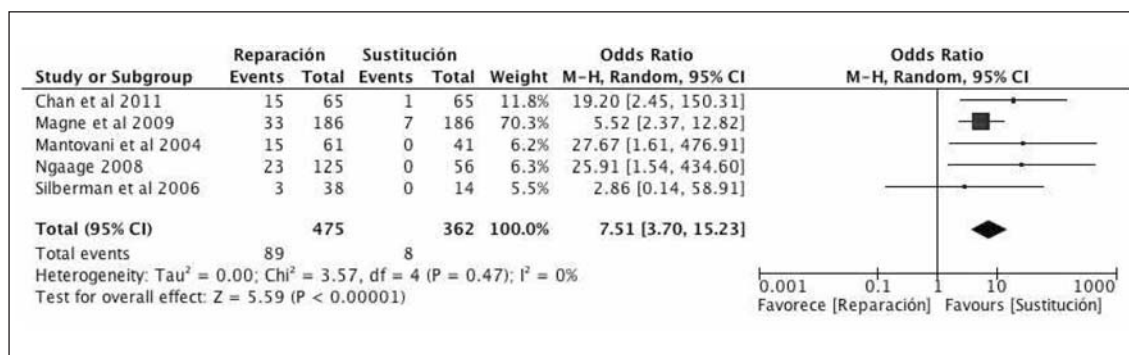 Reparación Sustitución Odds Ratio Odds Ratio
Study or Subgroup Events Total Events Total Weight M-H, Random, 95% CI M-H, Random, 95% CI
Chan et al 2011 15 65 1 65 11.8% 19.20 [2.45, 150.31]
Magne et al 2009 33 186 7 186 70.3% 5.52 [2.37, 12.82]
Mantovani et al 2004 15 61 0 41 6.2% 27.67 [1.61, 476.91]
Ngaage 2008 23 125 0 56 6.3% 25.91 [1.54, 434.60]
Silberman et al 2006 3 38 0 14 5.5% 2.86 [0.14, 58.91]
Total (95% CI) 475 362 100.0% 7.51 [3.70, 15.23]
Total events 89 8
Heterogeneity: Tau² = 0.00; Chi² = 3.57, df = 4 (P = 0.47); I² = 0%
Test for overall effect: Z = 5.59 (P < 0.00001)
0.001 0.1 1 10 1000
Favorece [Reparación] Favours [Sustitución]